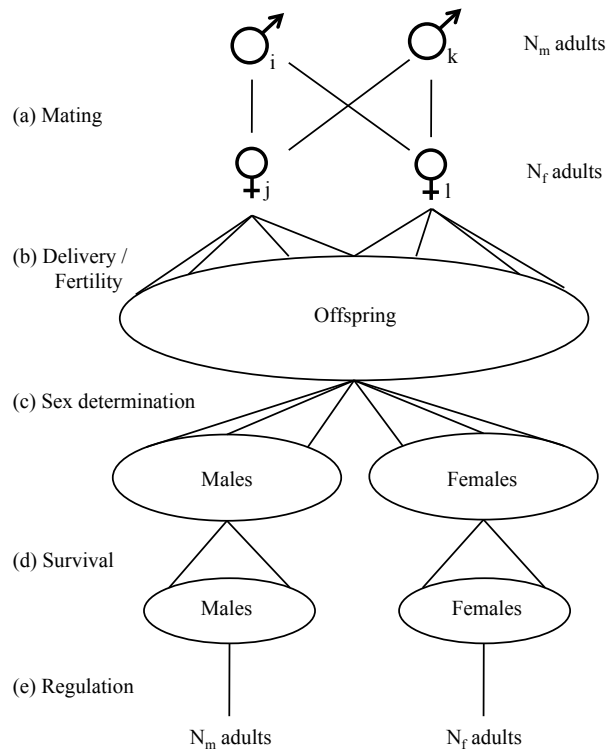 N_m adults
i
k
(a) Mating
N_f adults
j
l
(b) Delivery /
Fertility
Offspring
(c) Sex determination
Males
Females
(d) Survival
Males
Females
(e) Regulation
N_m adults
N_f adults